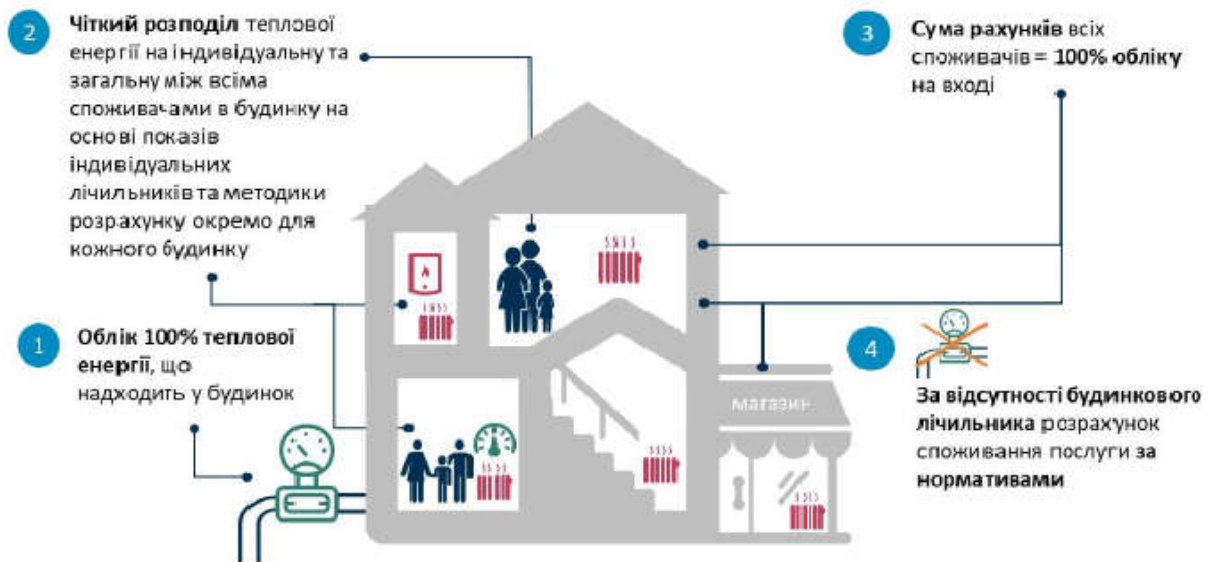 2
Чіткий розподіл теплової
енергії на індивідуальну та
загальну між всіма
споживачами в будинку на
основі показів
індивідуальних
лічильників та методики
розрахунку окремо для
кожного будинку
1
Облік 100% теплової
енергії, що
надходить у будинок
3
Сума рахунків всіх
споживачів = 100% обліку
на вході
4
За відсутності будинкового
лічильника розрахунок
споживання послуги за
нормативами
магазин